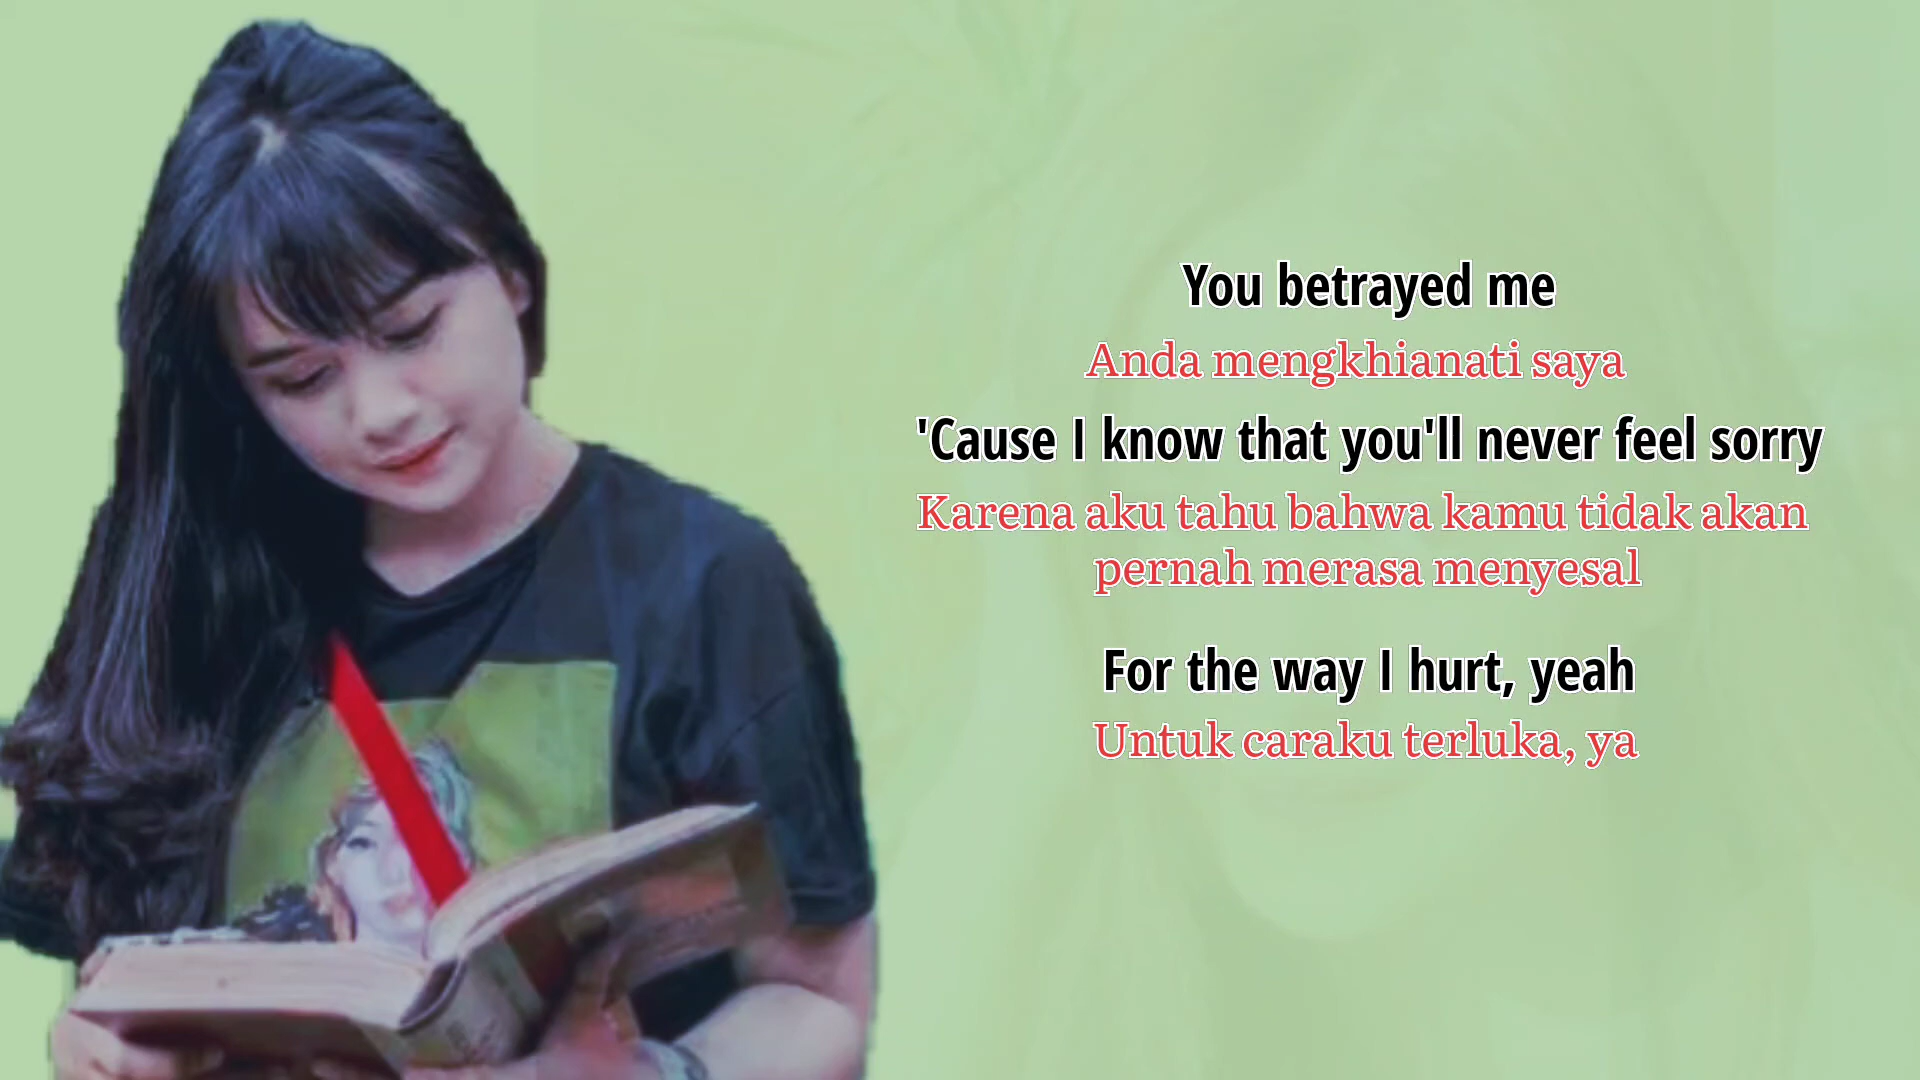 You betrayed me
Anda mengkhianati saya
'Cause I know that you'll never feel sorry
Karena aku tahu bahwa kamu tidak akan
pernah merasa menyesal
For the way I hurt, yeah
Untuk caraku terluka, ya